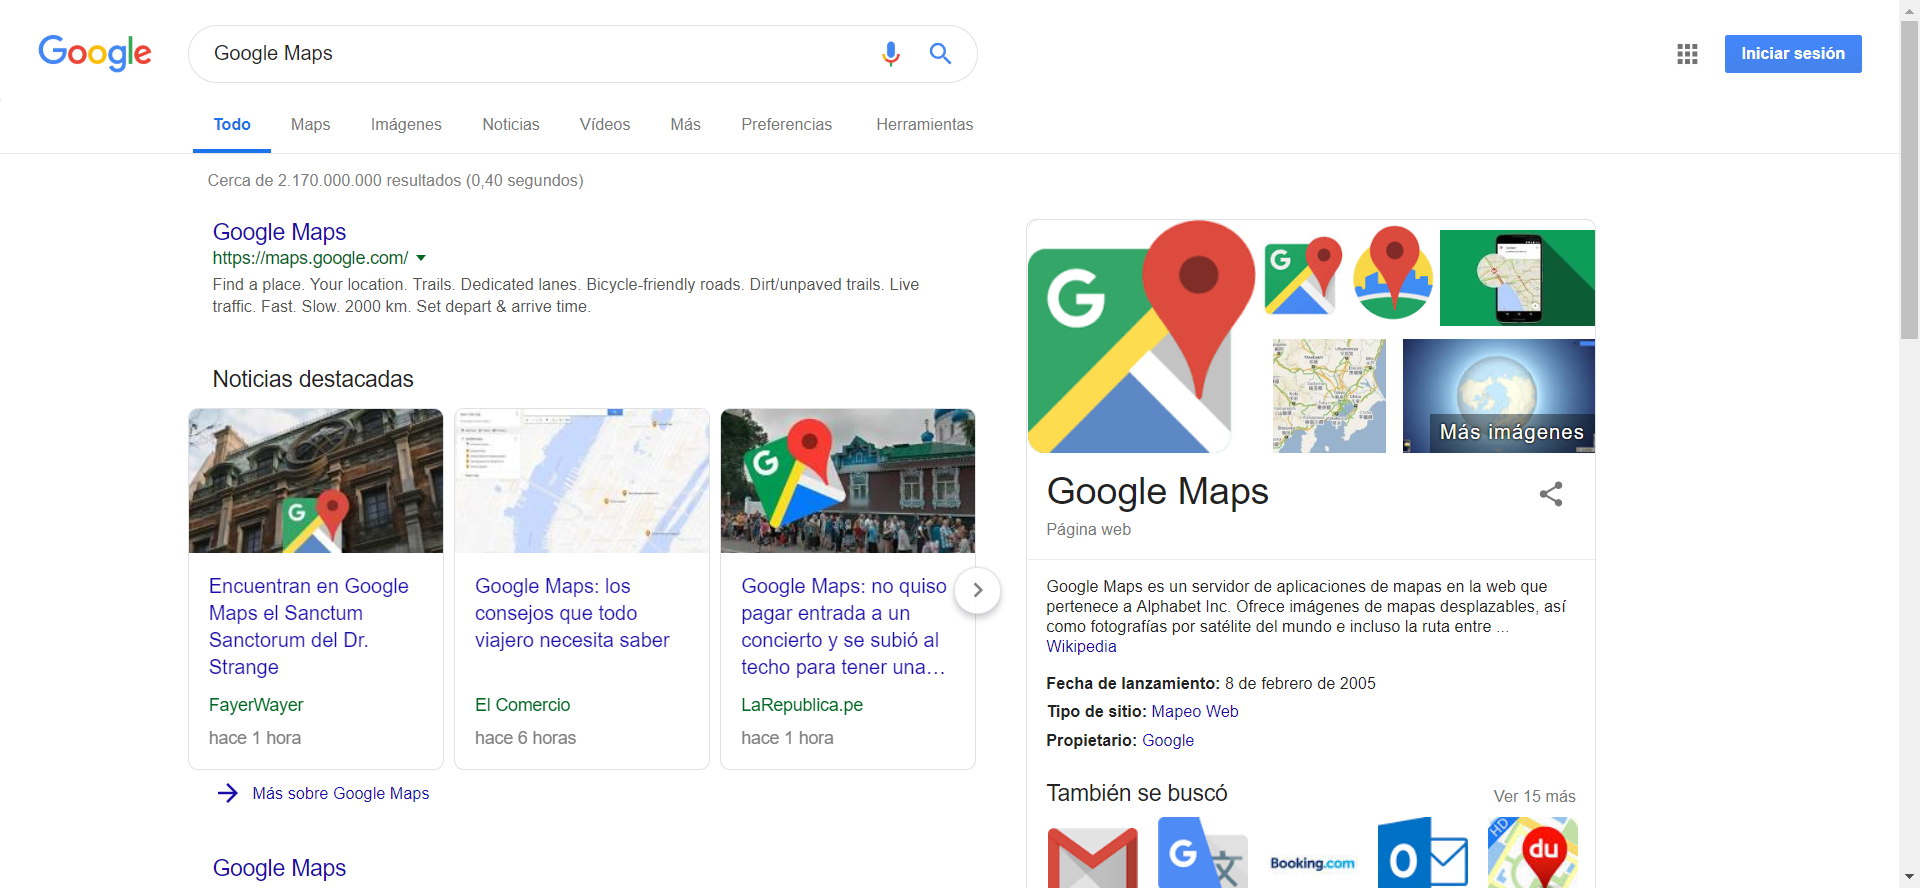 Google
Google Maps
Iniciar sesión
Todo
Maps
Imágenes
Noticias
Vídeos
Más
Preferencias
Herramientas
Cerca de 2.170.000.000 resultados (0,40 segundos)
Google Maps
https://maps.google.com/
Find a place. Your location. Trails. Dedicated lanes. Bicycle-friendly roads. Dirt/unpaved trails. Live
traffic. Fast. Slow. 2000 km. Set depart & arrive time.
Noticias destacadas
G
G
Encuentran en Google
Maps el Sanctum
Sanctorum del Dr.
Strange
FayerWayer
hace 1 hora
Google Maps: los
consejos que todo
viajero necesita saber
El Comercio
hace 6 horas
Google Maps: no quiso
pagar entrada a un
concierto y se subió al
techo para tener una…
LaRepublica.pe
hace 1 hora
Más sobre Google Maps
Google Maps
G
G
Más imágenes
Google Maps
Página web
Google Maps es un servidor de aplicaciones de mapas en la web que
pertenece a Alphabet Inc. Ofrece imágenes de mapas desplazables, así
como fotografías por satélite del mundo e incluso la ruta entre ...
Wikipedia
Fecha de lanzamiento: 8 de febrero de 2005
Tipo de sitio: Mapeo Web
Propietario: Google
También se buscó
Ver 15 más
G
文
Booking.com
O
HD
du